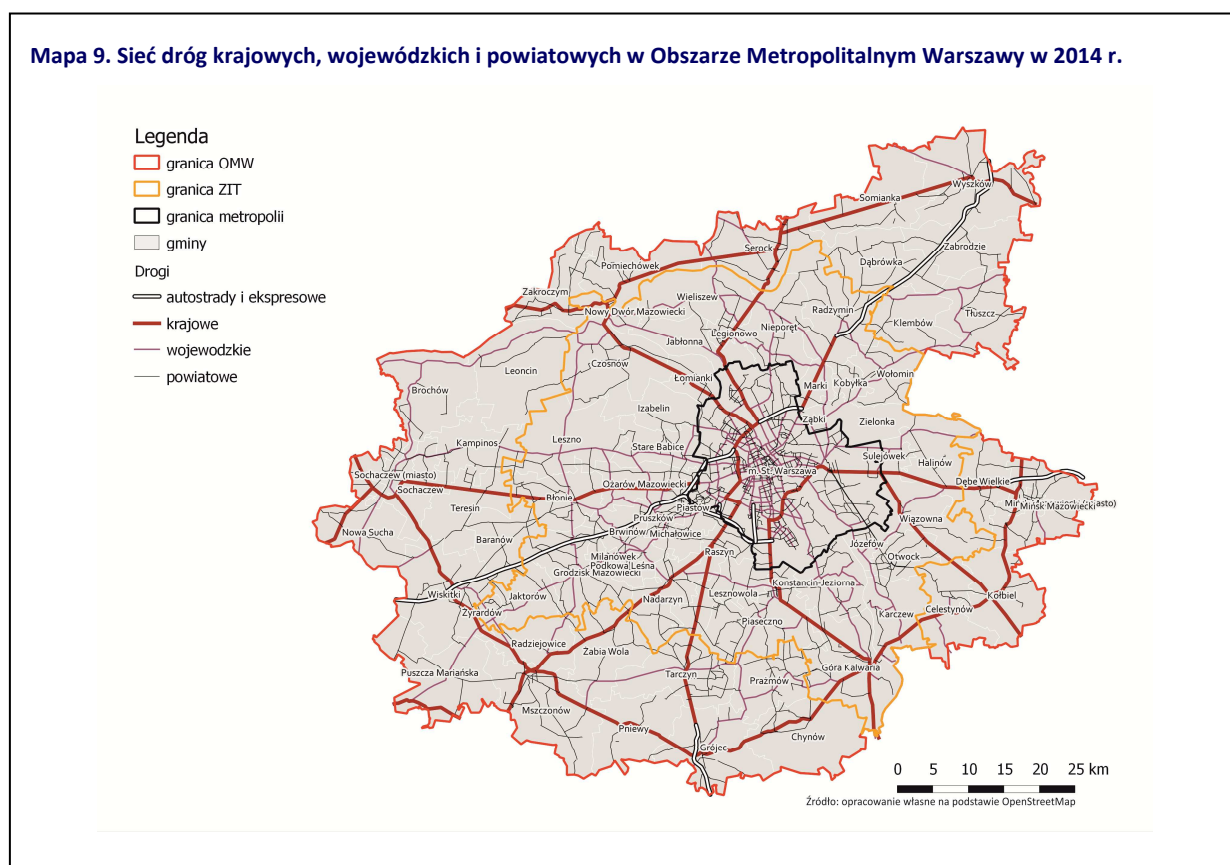 Mapa 9. Sieć dróg krajowych, wojewódzkich i powiatowych w Obszarze Metropolitalnym Warszawy w 2014 r.
Legenda
granica OMW
granica ZIT
granica metropolii
gminy
Drogi
autostrady i ekspresowe
krajowe
wojewodzkie
powiatowe
Wyszków
Somianka
Serock
Zabrodzie
Dąbrówka
Pomiechówek
Zakroczym
Wieliszew
Nowy Dwór Mazowiecki
Radzymin
Tłuszcz
Klembów
Nieporęt
Legionowo
Jabłonna
Czosnów
Leoncin
Łomianki
Wołomin
Kobyłka
Marki
Brochów
Izabelin
Ząbki
Zielonka
Kampinos
Leszno
Stare Babice
Sulejówek
Halinów
m. St. Warszawa
Sochaczew (miasto)
Sochaczew
Ożarów Mazowiecki
Dębe Wielkie
Błonie
Teresin
Piastów
Mińsk Mazowiecki
Pruszków
Wiązowna
Nowa Sucha
Brwinów
Michałowice
Baranów
Józefów
Raszyn
Otwock
Milanówek
Podkowa Leśna
Grodzisk Mazowiecki
Konstancin-Jeziorna
Wiskitki
Jaktorów
Nadarzyn
Lesznowola
Kołbiel
Żyrardów
Karczew
Celestynów
Piaseczno
Radziejowice
Żabia Wola
Puszcza Mariańska
Tarczyn
Prażmów
Góra Kalwaria
Mszczonów
Pniewy
Chynów
Grójec
0 5 10 15 20 25 km
Źródło: opracowanie własne na podstawie OpenStreetMap